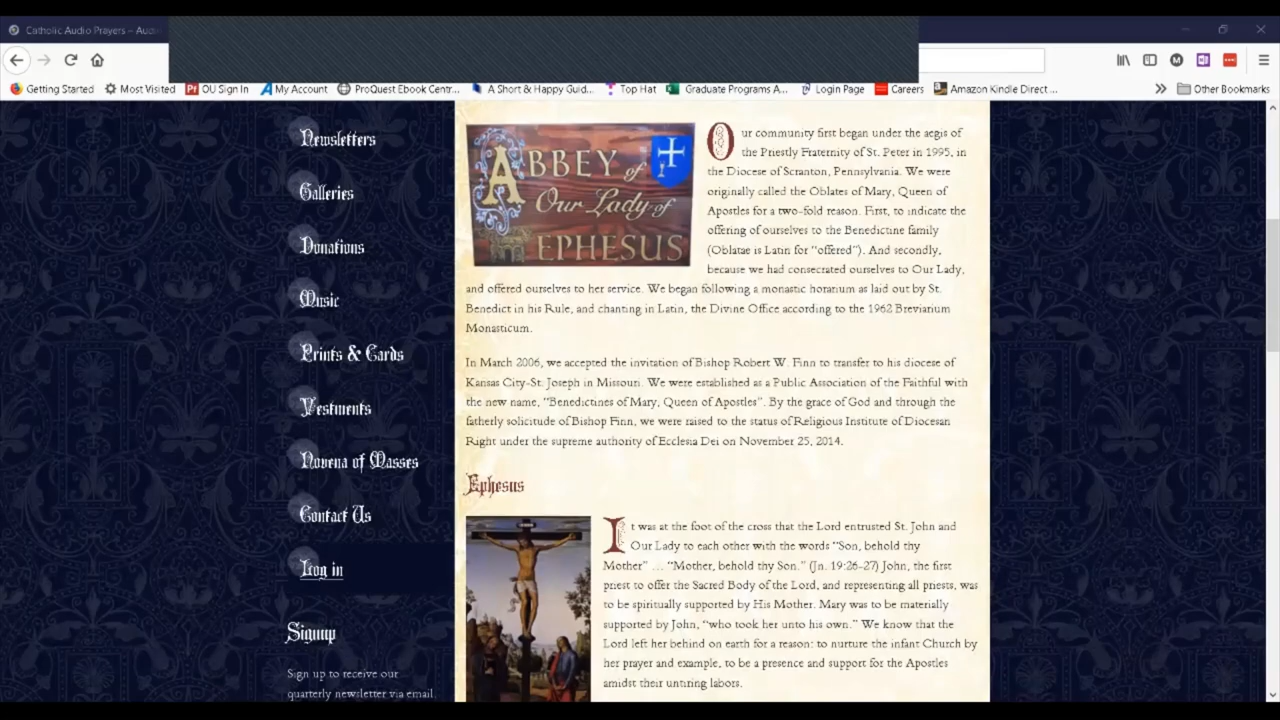 Catholic Audio Prayers – Aud
Getting Started
Most Visited
OU Sign In
My Account
ProQuest Ebook Centr...
A Short & Happy Guid...
Top Hat
Graduate Programs A...
Login Page
Careers
Amazon Kindle Direct ...
Other Bookmarks
Newsletters
Galleries
Donations
Music
Prints & Cards
Vestments
Novena of Masses
Contact Us
Log in
Signup
Sign up to receive our
quarterly newsletter via email.
ABBEY of
Our Lady of
EPHESUS
Our community first began under the aegis of
the Priestly Fraternity of St. Peter in 1995, in
the Diocese of Scranton, Pennsylvania. We were
originally called the Oblates of Mary, Queen of
Apostles for a two-fold reason. First, to indicate the
offering of ourselves to the Benedictine family
(Oblatae is Latin for "offered"). And secondly,
because we had consecrated ourselves to Our Lady,
and offered ourselves to her service. We began following a monastic horarium as laid out by St.
Benedict in his Rule, and chanting in Latin, the Divine Office according to the 1962 Breviarium
Monasticum.
In March 2006, we accepted the invitation of Bishop Robert W. Finn to transfer to his diocese of
Kansas City-St. Joseph in Missouri. We were established as a Public Association of the Faithful with
the new name, "Benedictines of Mary, Queen of Apostles". By the grace of God and through the
fatherly solicitude of Bishop Finn, we were raised to the status of Religious Institute of Diocesan
Right under the supreme authority of Ecclesia Dei on November 25, 2014.
Ephesus
It was at the foot of the cross that the Lord entrusted St. John and
Our Lady to each other with the words "Son, behold thy
Mother" ... "Mother, behold thy Son." (Jn. 19:26-27) John, the first
priest to offer the Sacred Body of the Lord, and representing all priests, was
to be spiritually supported by His Mother. Mary was to be materially
supported by John, "who took her unto his own." We know that the
Lord left her behind on earth for a reason: to nurture the infant Church by
her prayer and example, to be a presence and support for the Apostles
amidst their untiring labors.